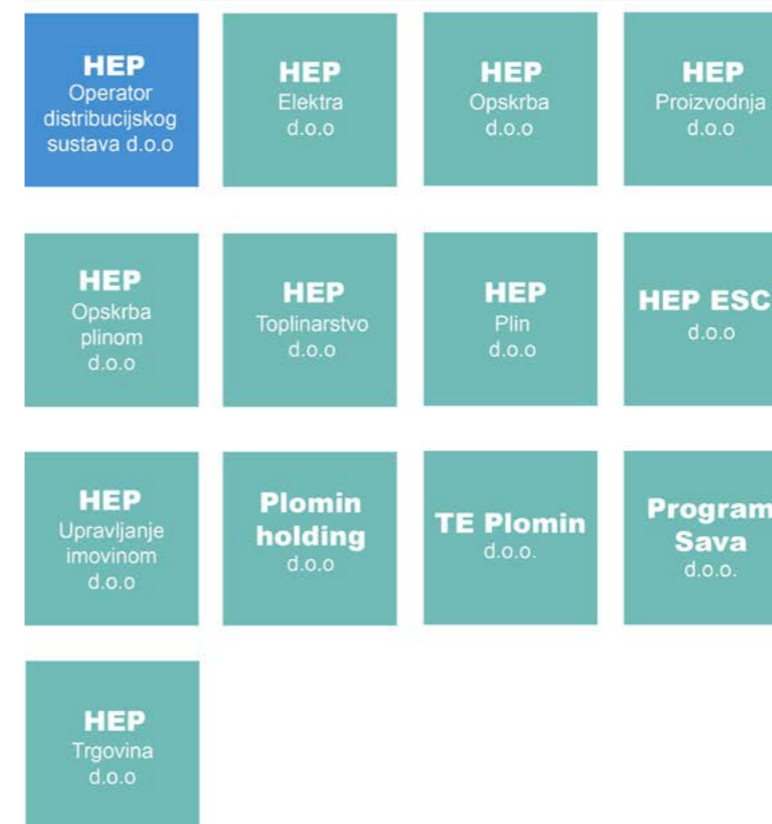 HEP
Operator
distribucijskog
sustava d.o.o
HEP
Elektra
d.o.o
HEP
Opskrba
d.o.o
HEP
Proizvodnja
d.o.o
HEP
Opskrba
plinom
d.o.o
HEP
Toplinarstvo
d.o.o
HEP
Plin
d.o.o
HEP ESC
d.o.o
HEP
Upravljanje
imovinom
d.o.o
Plomin
holding
d.o.o
TE Plomin
d.o.o.
Program
Sava
d.o.o.
HEP
Trgovina
d.o.o